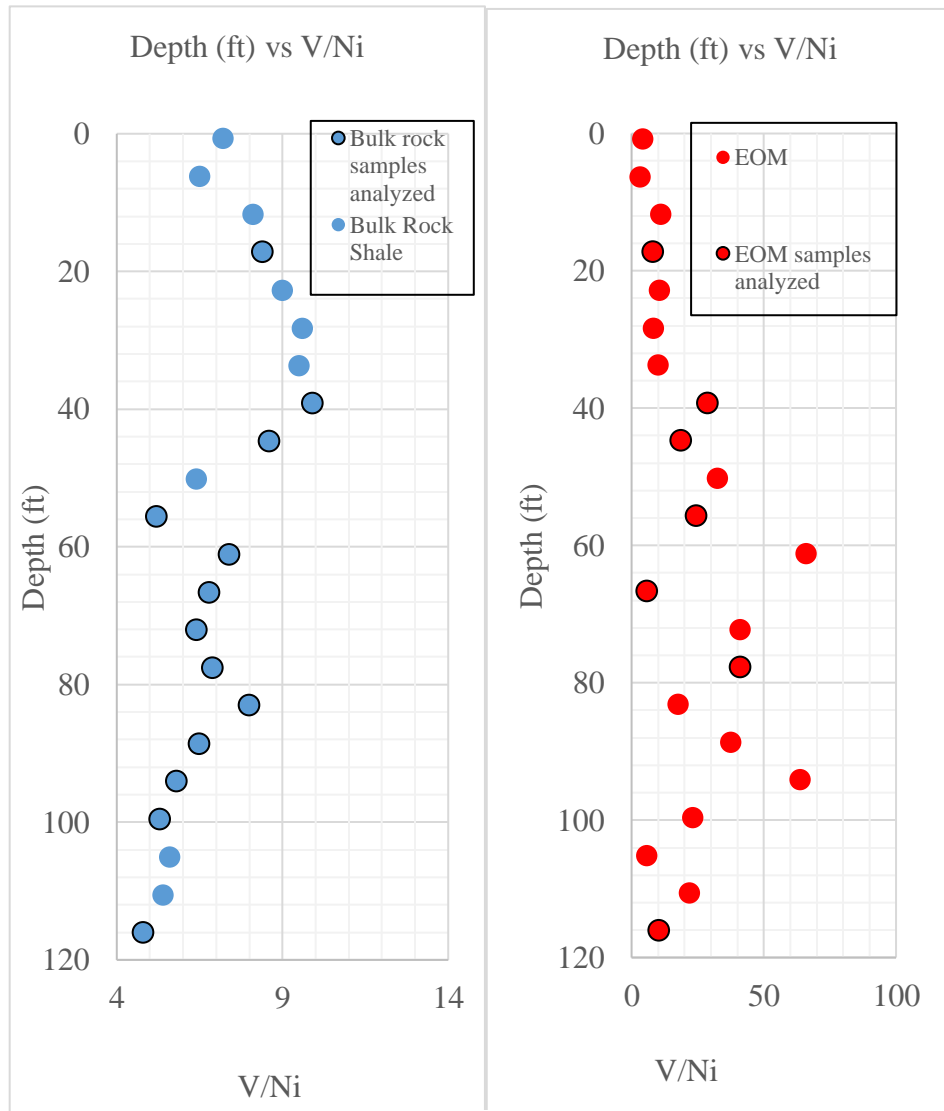 Depth (ft) vs V/Ni
0
20
40
60
80
100
120
4
9
14
Depth (ft)
V/Ni
Bulk rock
samples
analyzed
Bulk Rock
Shale
Depth (ft) vs V/Ni
0
20
40
60
80
100
120
0
50
100
Depth (ft)
V/Ni
EOM
EOM samples
analyzed